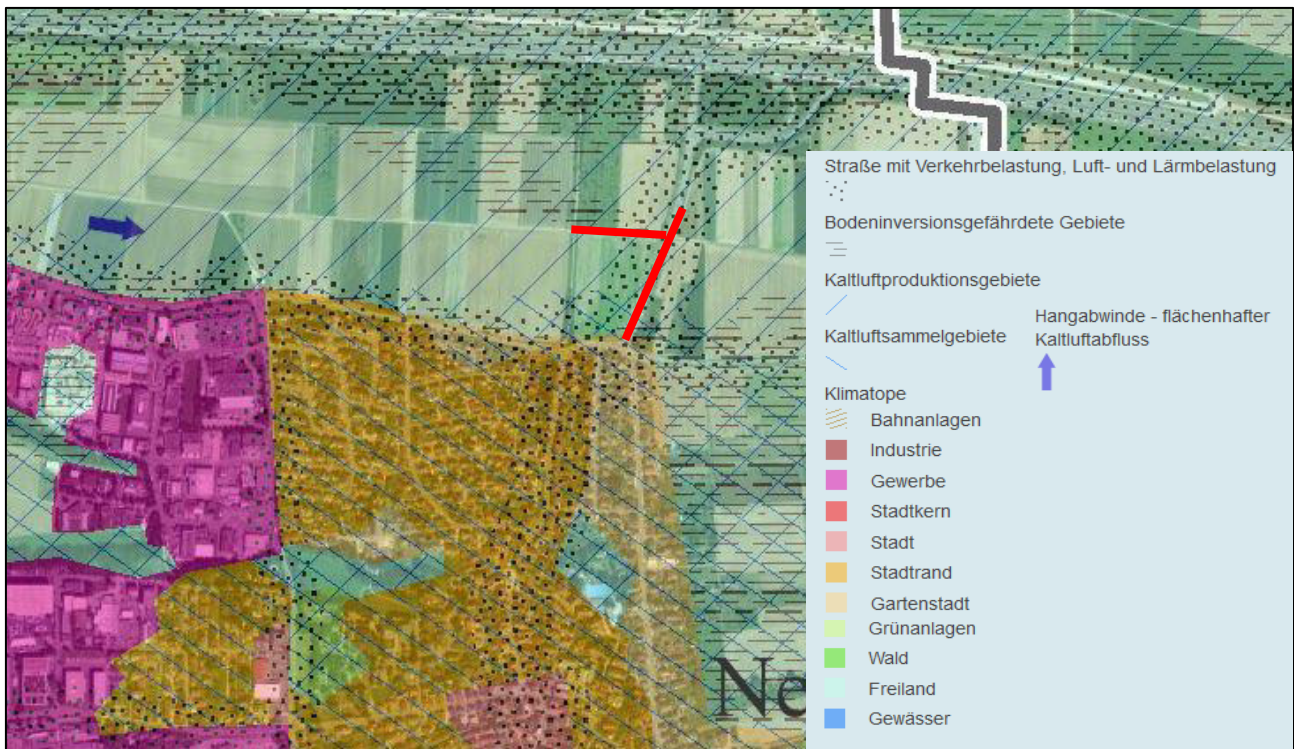 Straße mit Verkehrbelastung, Luft- und Lärmbelastung
Bodeninversionsgefährdete Gebiete
Kaltluftproduktionsgebiete
Kaltluftsammelgebiete
Hangabwinde - flächenhafter
Kaltluftabfluss
Klimatope
Bahnanlagen
Industrie
Gewerbe
Stadtkern
Stadt
Stadtrand
Gartenstadt
Grünanlagen
Wald
Freiland
Gewässer
Ne